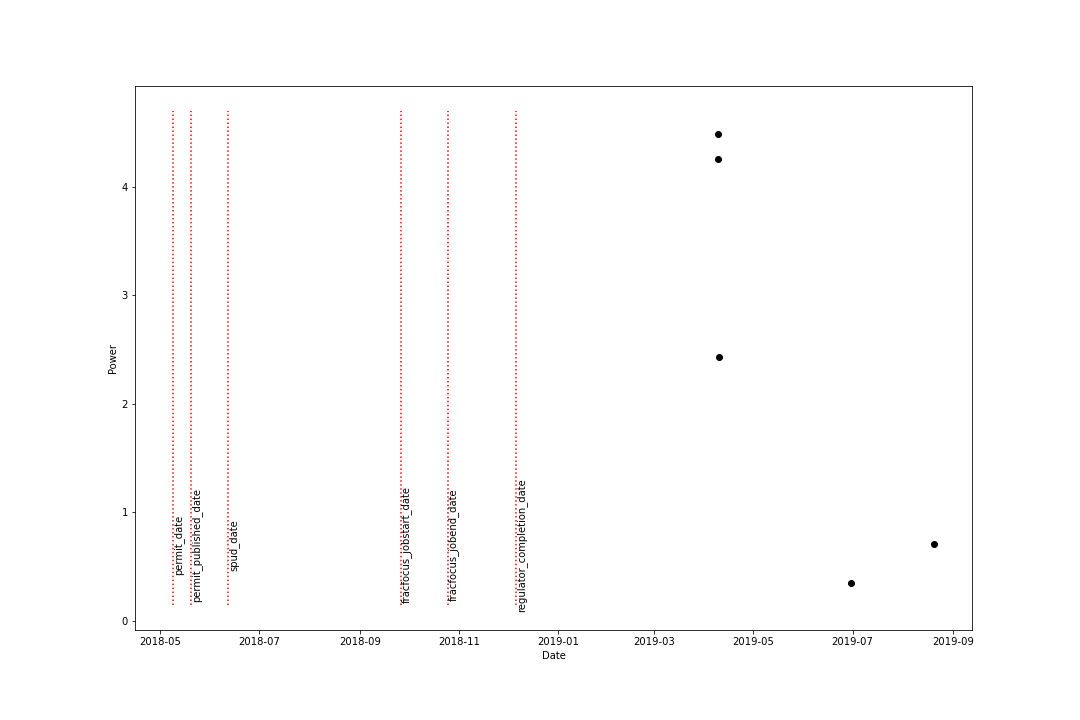 4
3
2
1
0
Power
permit_date
permit_published_date
spud_date
fracfocus_jobstart_date
fracfocus_jobend_date
regulator_completion_date
2018-05
2018-07
2018-09
2018-11
2019-01
2019-03
2019-05
2019-07
2019-09
Date